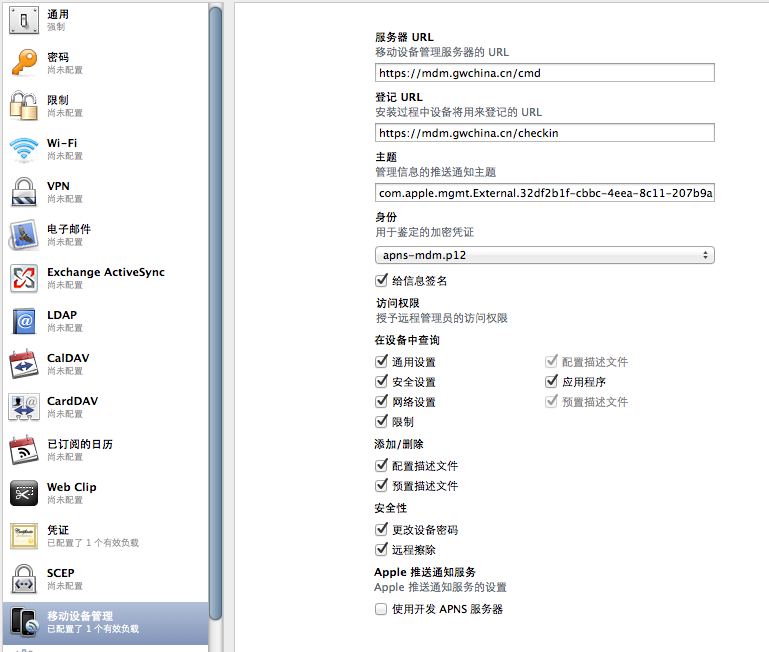 通用
强制
密码
尚未配置
限制
尚未配置
Wi-Fi
尚未配置
VPN
尚未配置
电子邮件
尚未配置
Exchange ActiveSync
尚未配置
LDAP
尚未配置
CalDAV
尚未配置
CardDAV
尚未配置
已订阅的日历
尚未配置
Web Clip
尚未配置
凭证
已配置了 1 个有效负载
SCEP
尚未配置
移动设备管理
已配置了 1 个有效负载
服务器 URL
移动设备管理服务器的 URL
https://mdm.gwchina.cn/cmd
登记 URL
安装过程中设备将用来登记的 URL
https://mdm.gwchina.cn/checkin
主题
管理信息的推送通知主题
com.apple.mgmt.External.32df2b1f-cbbc-4eea-8c11-207b9a
身份
用于鉴定的加密凭证
apns-mdm.p12
给信息签名
访问权限
授予远程管理员的访问权限
在设备中查询
通用设置 配置描述文件
安全设置 应用程序
网络设置 预置描述文件
限制
添加/删除
配置描述文件
预置描述文件
安全性
更改设备密码
远程擦除
Apple 推送通知服务
Apple 推送通知服务的设置
使用开发 APNS 服务器